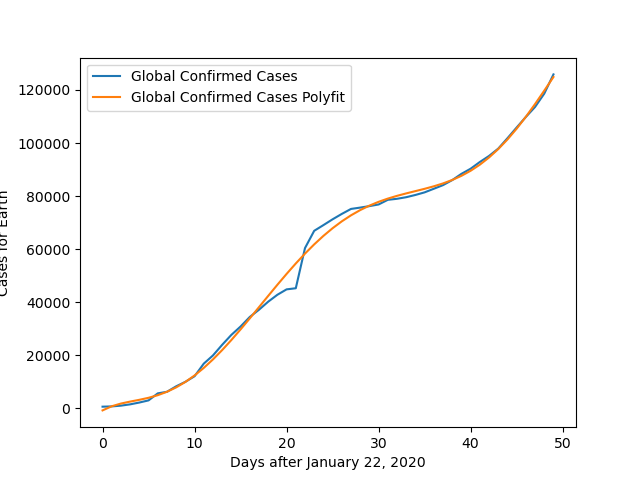 Global Confirmed Cases
Global Confirmed Cases Polyfit
120000
100000
80000
60000
40000
20000
0
Cases for Earth
0 10 20 30 40 50
Days after January 22, 2020